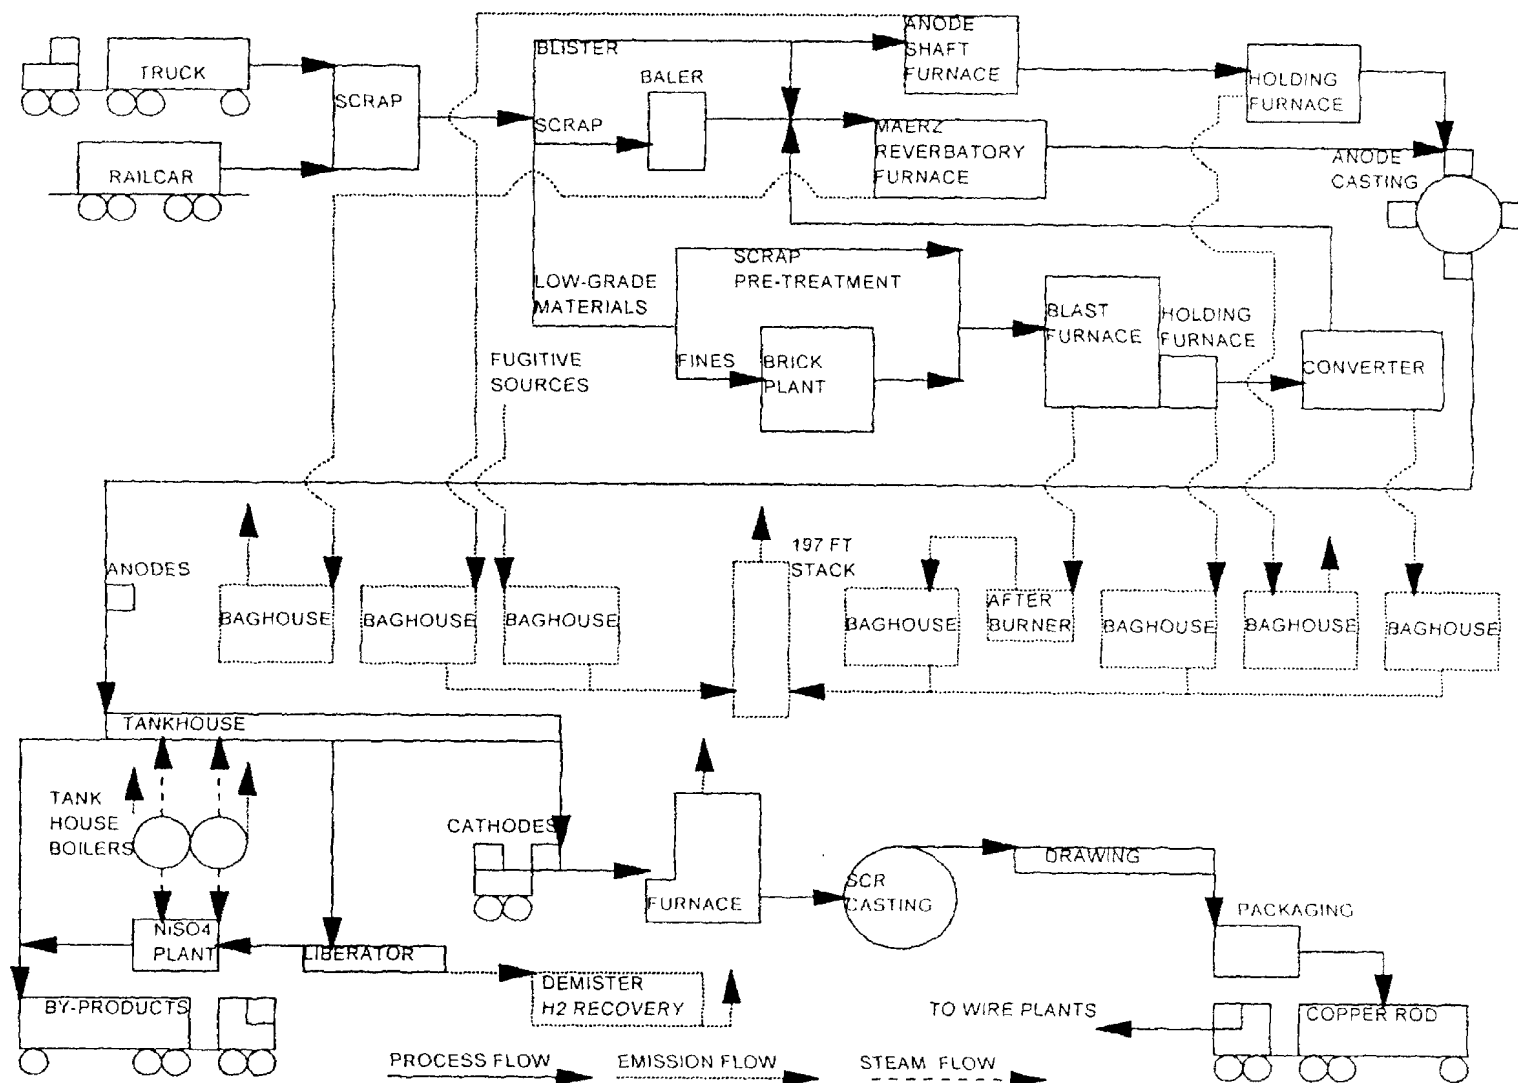 ANODE
SHAFT
FURNACE
BLISTER
TRUCK
BALER
HOLDING
FURNACE
SCRAP
SCRAP
MAERZ
REVERBATORY
FURNACE
ANODE
CASTING
RAILCAR
SCRAP
PRE-TREATMENT
LOW-GRADE
MATERIALS
BLAST
FURNACE
HOLDING
FURNACE
FUGITIVE
SOURCES
FINES
BRICK
PLANT
CONVERTER
197 FT
STACK
ANODES
BAGHOUSE
BAGHOUSE
BAGHOUSE
BAGHOUSE
AFTER
BURNER
BAGHOUSE
BAGHOUSE
BAGHOUSE
TANKHOUSE
TANK
HOUSE
BOILERS
CATHODES
FURNACE
SCR
CASTING
DRAWING
PACKAGING
NiSO4
PLANT
LIBERATOR
DEMISTER
H2 RECOVERY
BY-PRODUCTS
TO WIRE PLANTS
COPPER ROD
PROCESS FLOW
EMISSION FLOW
STEAM FLOW